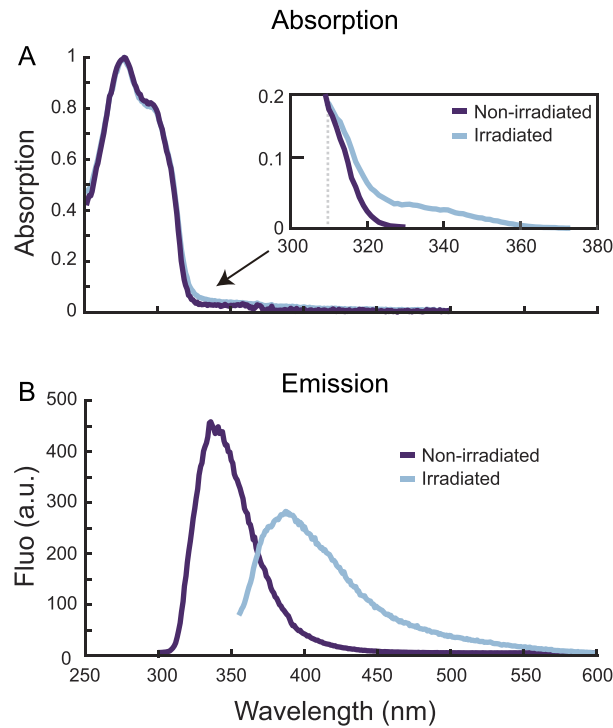 Absorption
A
1
0.8
0.6
0.4
0.2
0
Absorption
0.2
0.1
0
300 320 340 360 380
Non-irradiated
Irradiated
Emission
B
500
400
300
200
100
0
Fluo (a.u.)
Non-irradiated
Irradiated
250 300 350 400 450 500 600
Wavelength (nm)